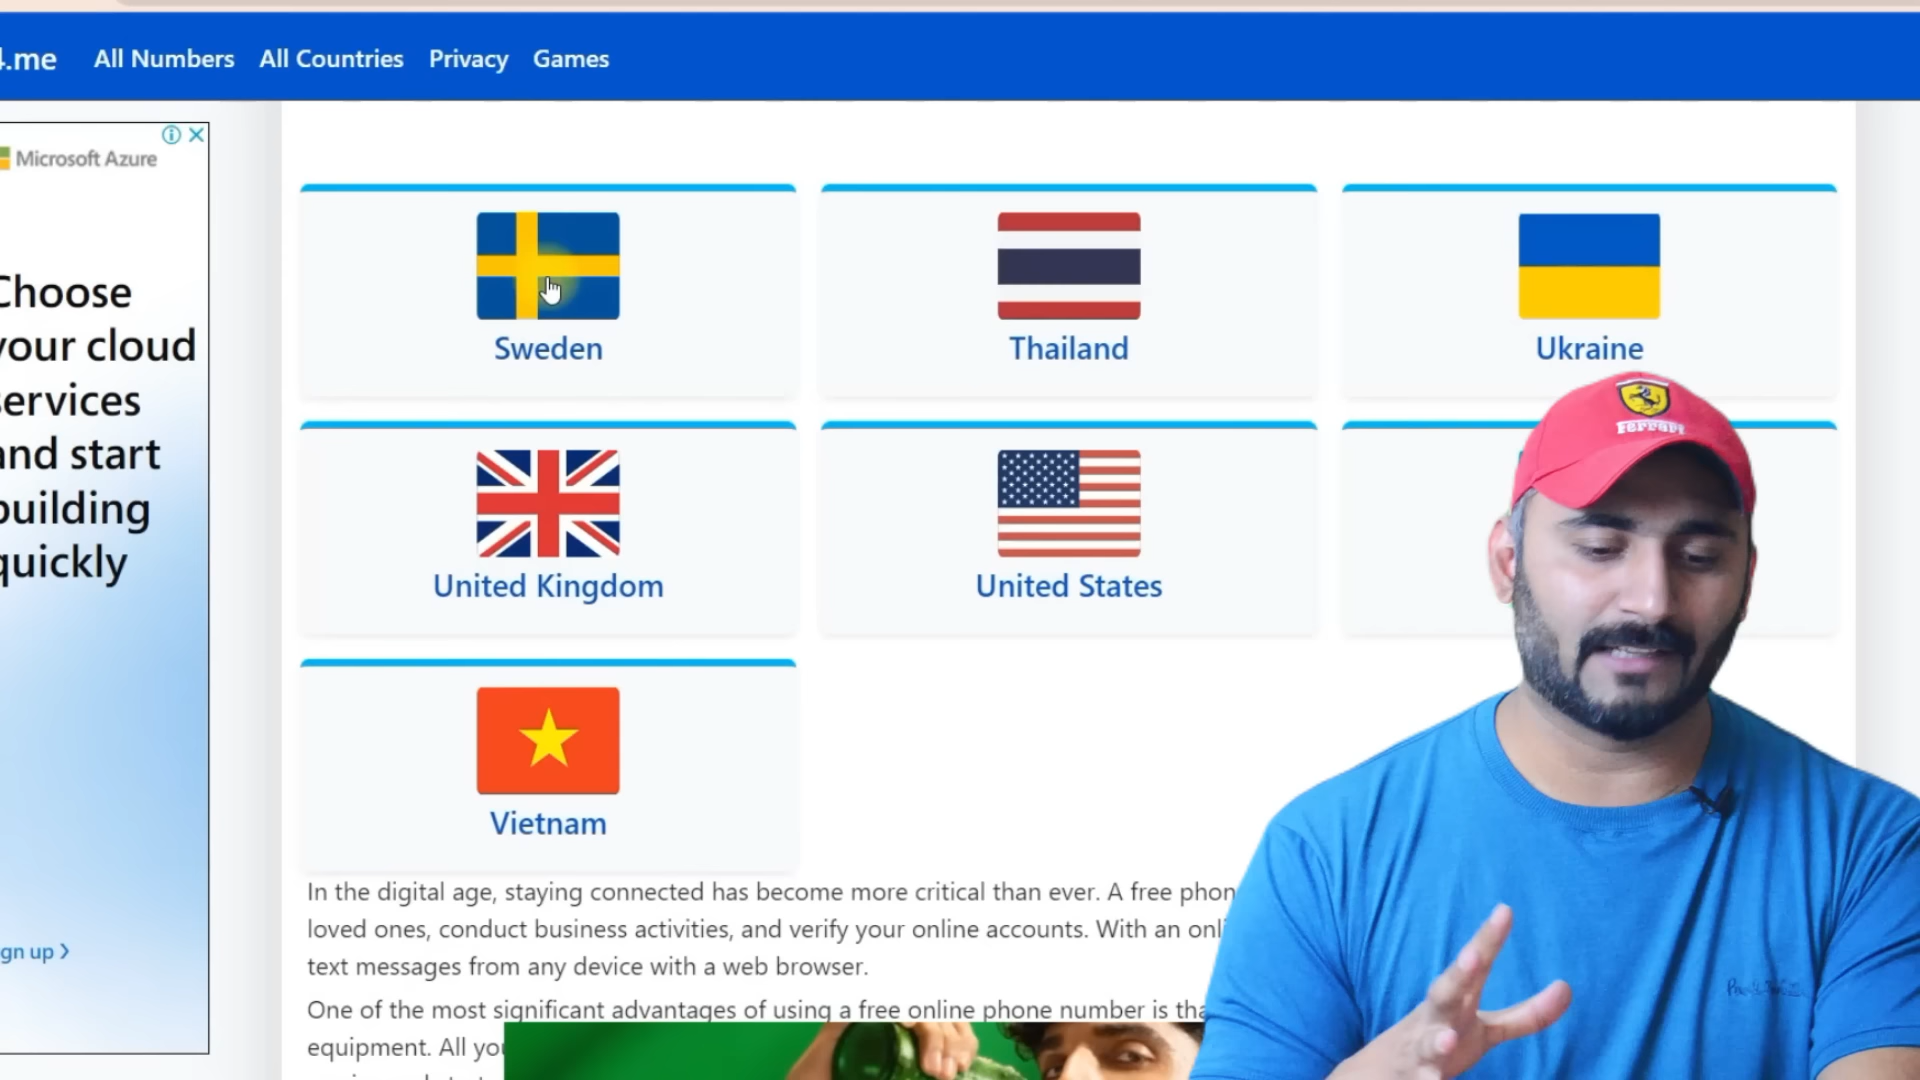 4.me All Numbers All Countries Privacy Games
Microsoft Azure
Choose
your cloud
services
and start
building
quickly
gn up >
Sweden
Thailand
Ukraine
Ferrari
United Kingdom
United States
Vietnam
In the digital age, staying connected has become more critical than ever. A free phon
loved ones, conduct business activities, and verify your online accounts. With an onli
text messages from any device with a web browser.
One of the most significant advantages of using a free online phone number is tha
equipment. All you